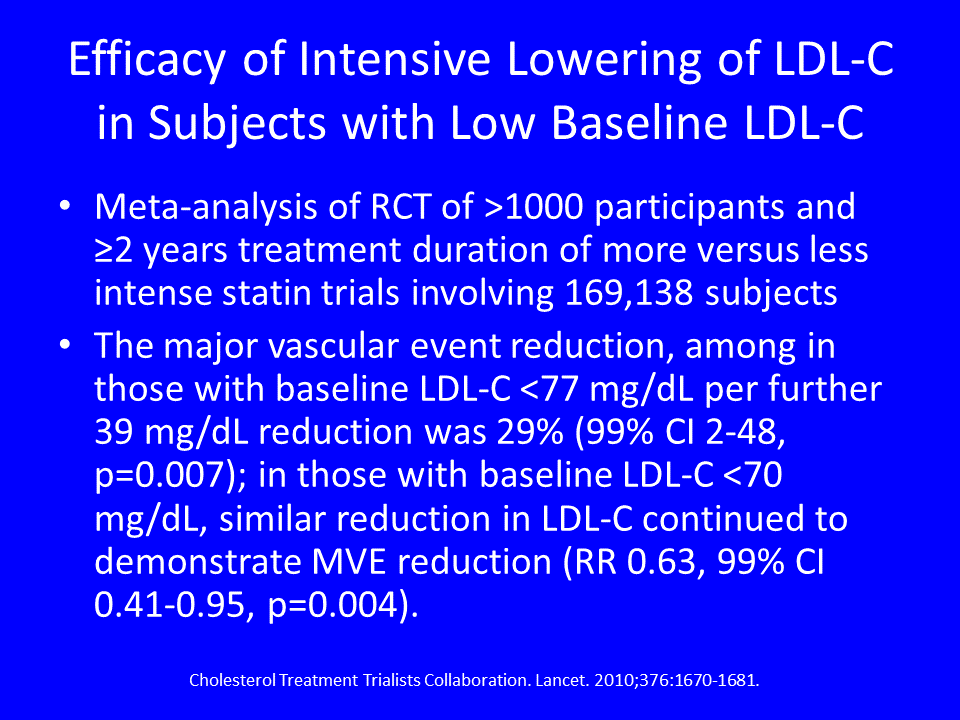 Efficacy of Intensive Lowering of LDL-C
in Subjects with Low Baseline LDL-C
• Meta-analysis of RCT of >1000 participants and
≥2 years treatment duration of more versus less
intense statin trials involving 169,138 subjects
• The major vascular event reduction, among in
those with baseline LDL-C <77 mg/dL per further
39 mg/dL reduction was 29% (99% CI 2-48,
p=0.007); in those with baseline LDL-C <70
mg/dL, similar reduction in LDL-C continued to
demonstrate MVE reduction (RR 0.63, 99% CI
0.41-0.95, p=0.004).
Cholesterol Treatment Trialists Collaboration. Lancet. 2010;376:1670-1681.